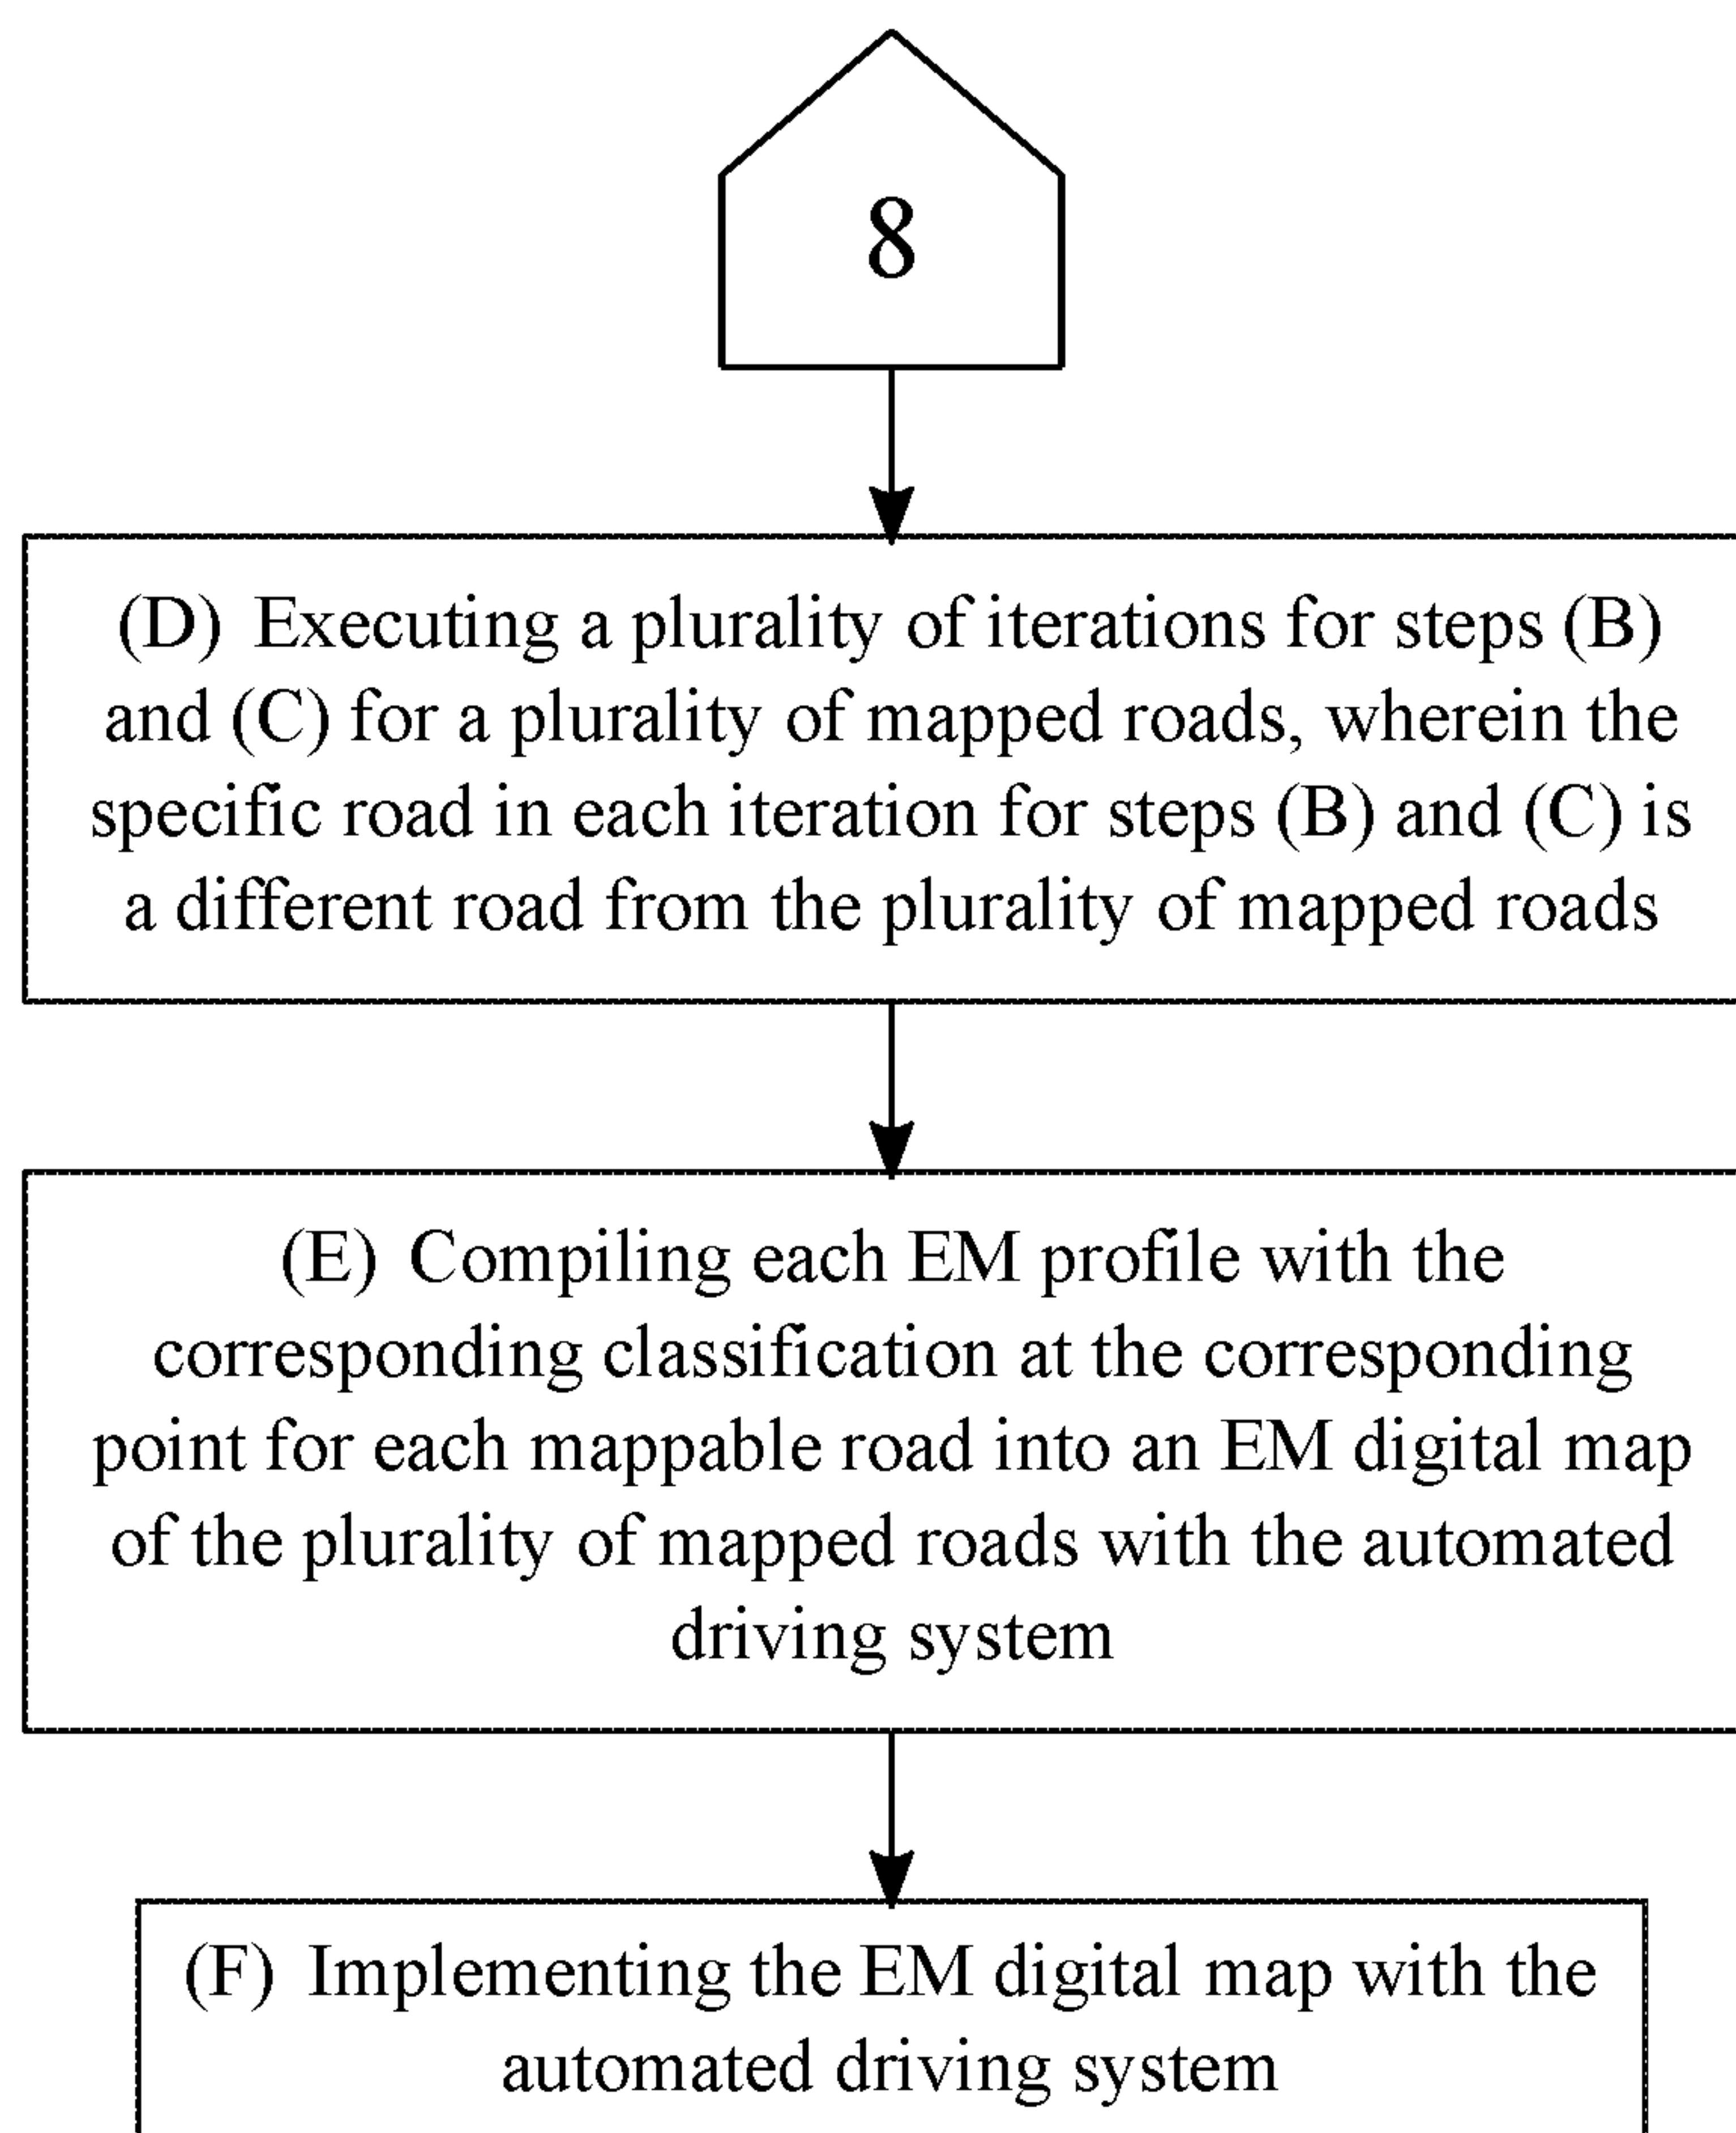 8
(D) Executing a plurality of iterations for steps (B)
and (C) for a plurality of mapped roads, wherein the
specific road in each iteration for steps (B) and (C) is
a different road from the plurality of mapped roads
(E) Compiling each EM profile with the
corresponding classification at the corresponding
point for each mappable road into an EM digital map
of the plurality of mapped roads with the automated
driving system
(F) Implementing the EM digital map with the
automated driving system